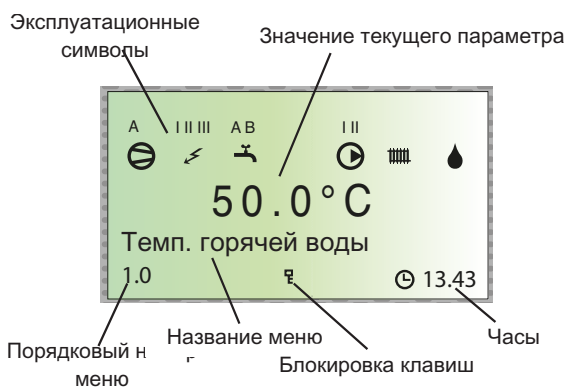 Эксплуатационные
символы
Значение текущего параметра
A I II III A B I II
50.0°C
Темп. горячей воды
1.0 13.43
Порядковый
меню
Название меню
Блокировка клавиш
Часы